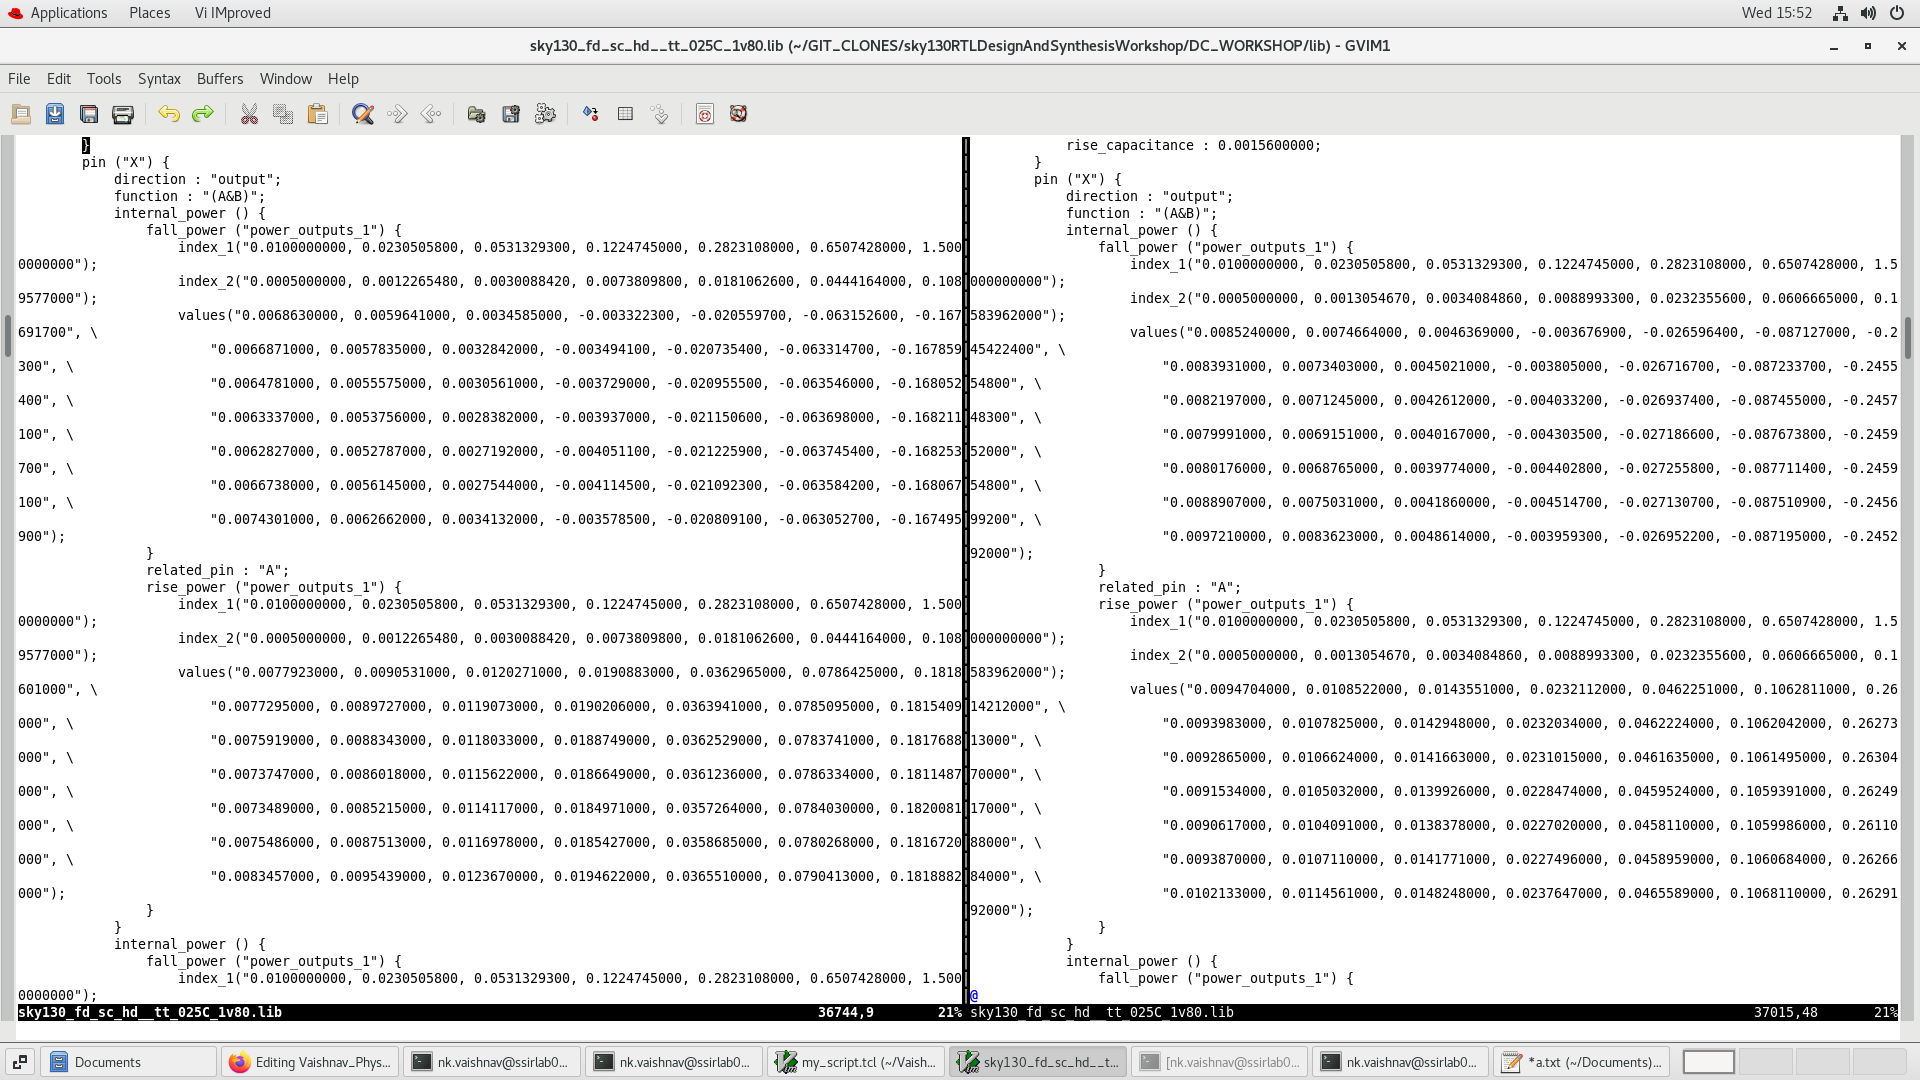 Applications Places Vi IMproved Wed 15:52
sky130_fd_sc_hd__tt_025C_1v80.lib (~/GIT_CLONES/sky130RTLDesignAndSynthesisWorkshop/DC_WORKSHOP/lib) - GVIM1
File Edit Tools Syntax Buffers Window Help
}
pin ("X") {
direction : "output";
function : "(A&B)";
internal_power () {
fall_power ("power_outputs_1") {
index_1("0.0100000000, 0.0230505800, 0.0531329300, 0.1224745000, 0.2823108000, 0.6507428000, 1.500
0000000");
index_2("0.0005000000, 0.0012265480, 0.0030088420, 0.0073809800, 0.0181062600, 0.0444164000, 0.108
9577000");
values("0.0068630000, 0.0059641000, 0.0034585000, -0.003322300, -0.020559700, -0.063152600, -0.167
691700", \
"0.0066871000, 0.0057835000, 0.0032842000, -0.003494100, -0.020735400, -0.063314700, -0.167859
300", \
"0.0064781000, 0.0055575000, 0.0030561000, -0.003729000, -0.020955500, -0.063546000, -0.168052
400", \
"0.0063337000, 0.0053756000, 0.0028382000, -0.003937000, -0.021150600, -0.063698000, -0.168211
100", \
"0.0062827000, 0.0052787000, 0.0027192000, -0.004051100, -0.021225900, -0.063745400, -0.168253
700", \
"0.0066738000, 0.0056145000, 0.0027544000, -0.004114500, -0.021092300, -0.063584200, -0.168067
100", \
"0.0074301000, 0.0062662000, 0.0034132000, -0.003578500, -0.020809100, -0.063052700, -0.167495
900");
}
related_pin : "A";
rise_power ("power_outputs_1") {
index_1("0.0100000000, 0.0230505800, 0.0531329300, 0.1224745000, 0.2823108000, 0.6507428000, 1.500
0000000");
index_2("0.0005000000, 0.0012265480, 0.0030088420, 0.0073809800, 0.0181062600, 0.0444164000, 0.108
9577000");
values("0.0077923000, 0.0090531000, 0.0120271000, 0.0190883000, 0.0362965000, 0.0786425000, 0.1818
601000", \
"0.0077295000, 0.0089727000, 0.0119073000, 0.0190206000, 0.0363941000, 0.0785095000, 0.1815409
000", \
"0.0075919000, 0.0088343000, 0.0118033000, 0.0188749000, 0.0362529000, 0.0783741000, 0.1817688
000", \
"0.0073747000, 0.0086018000, 0.0115622000, 0.0186649000, 0.0361236000, 0.0786334000, 0.1811487
000", \
"0.0073489000, 0.0085215000, 0.0114117000, 0.0184971000, 0.0357264000, 0.0784030000, 0.1820081
000", \
"0.0075486000, 0.0087513000, 0.0116978000, 0.0185427000, 0.0358685000, 0.0780268000, 0.1816720
000", \
"0.0083457000, 0.0095439000, 0.0123670000, 0.0194622000, 0.0365510000, 0.0790413000, 0.1818882
000");
}
}
internal_power () {
fall_power ("power_outputs_1") {
index_1("0.0100000000, 0.0230505800, 0.0531329300, 0.1224745000, 0.2823108000, 0.6507428000, 1.500
0000000");
sky130_fd_sc_hd__tt_025C_1v80.lib 36744,9 21%
rise_capacitance : 0.0015600000;
}
pin ("X") {
direction : "output";
function : "(A&B)";
internal_power () {
fall_power ("power_outputs_1") {
index_1("0.0100000000, 0.0230505800, 0.0531329300, 0.1224745000, 0.2823108000, 0.6507428000, 1.5
000000000");
index_2("0.0005000000, 0.0013054670, 0.0034084860, 0.0088993300, 0.0232355600, 0.0606665000, 0.1
583962000");
values("0.0085240000, 0.0074664000, 0.0046369000, -0.003676900, -0.026596400, -0.087127000, -0.2
45422400", \
"0.0083931000, 0.0073403000, 0.0045021000, -0.003805000, -0.026716700, -0.087233700, -0.2455
54800", \
"0.0082197000, 0.0071245000, 0.0042612000, -0.004033200, -0.026937400, -0.087455000, -0.2457
48300", \
"0.0079991000, 0.0069151000, 0.0040167000, -0.004303500, -0.027186600, -0.087673800, -0.2459
52000", \
"0.0080176000, 0.0068765000, 0.0039774000, -0.004402800, -0.027255800, -0.087711400, -0.2459
54800", \
"0.0088907000, 0.0075031000, 0.0041860000, -0.004514700, -0.027130700, -0.087510900, -0.2456
99200", \
"0.0097210000, 0.0083623000, 0.0048614000, -0.003959300, -0.026952200, -0.087195000, -0.2452
92000");
}
related_pin : "A";
rise_power ("power_outputs_1") {
index_1("0.0100000000, 0.0230505800, 0.0531329300, 0.1224745000, 0.2823108000, 0.6507428000, 1.5
000000000");
index_2("0.0005000000, 0.0013054670, 0.0034084860, 0.0088993300, 0.0232355600, 0.0606665000, 0.1
583962000");
values("0.0094704000, 0.0108522000, 0.0143551000, 0.0232112000, 0.0462251000, 0.1062811000, 0.26
14212000", \
"0.0093983000, 0.0107825000, 0.0142948000, 0.0232034000, 0.0462224000, 0.1062042000, 0.26273
13000", \
"0.0092865000, 0.0106624000, 0.0141663000, 0.0231015000, 0.0461635000, 0.1061495000, 0.26304
70000", \
"0.0091534000, 0.0105032000, 0.0139926000, 0.0228474000, 0.0459524000, 0.1059391000, 0.26249
17000", \
"0.0090617000, 0.0104091000, 0.0138378000, 0.0227020000, 0.0458110000, 0.1059986000, 0.26110
88000", \
"0.0093870000, 0.0107110000, 0.0141771000, 0.0227496000, 0.0458959000, 0.1060684000, 0.26266
84000", \
"0.0102133000, 0.0114561000, 0.0148248000, 0.0237647000, 0.0465589000, 0.1068110000, 0.26291
92000");
}
}
internal_power () {
fall_power ("power_outputs_1") {
@
sky130_fd_sc_hd__tt_025C_1v80.lib 37015,48 21%
Documents Editing Vaishnav_Phys... nk.vaishnav@ssirlab0... nk.vaishnav@ssirlab0... my_script.tcl (~/Vaish... sky130_fd_sc_hd__t... [nk.vaishnav@ssirlab0... nk.vaishnav@ssirlab0... *a.txt (~/Documents)...